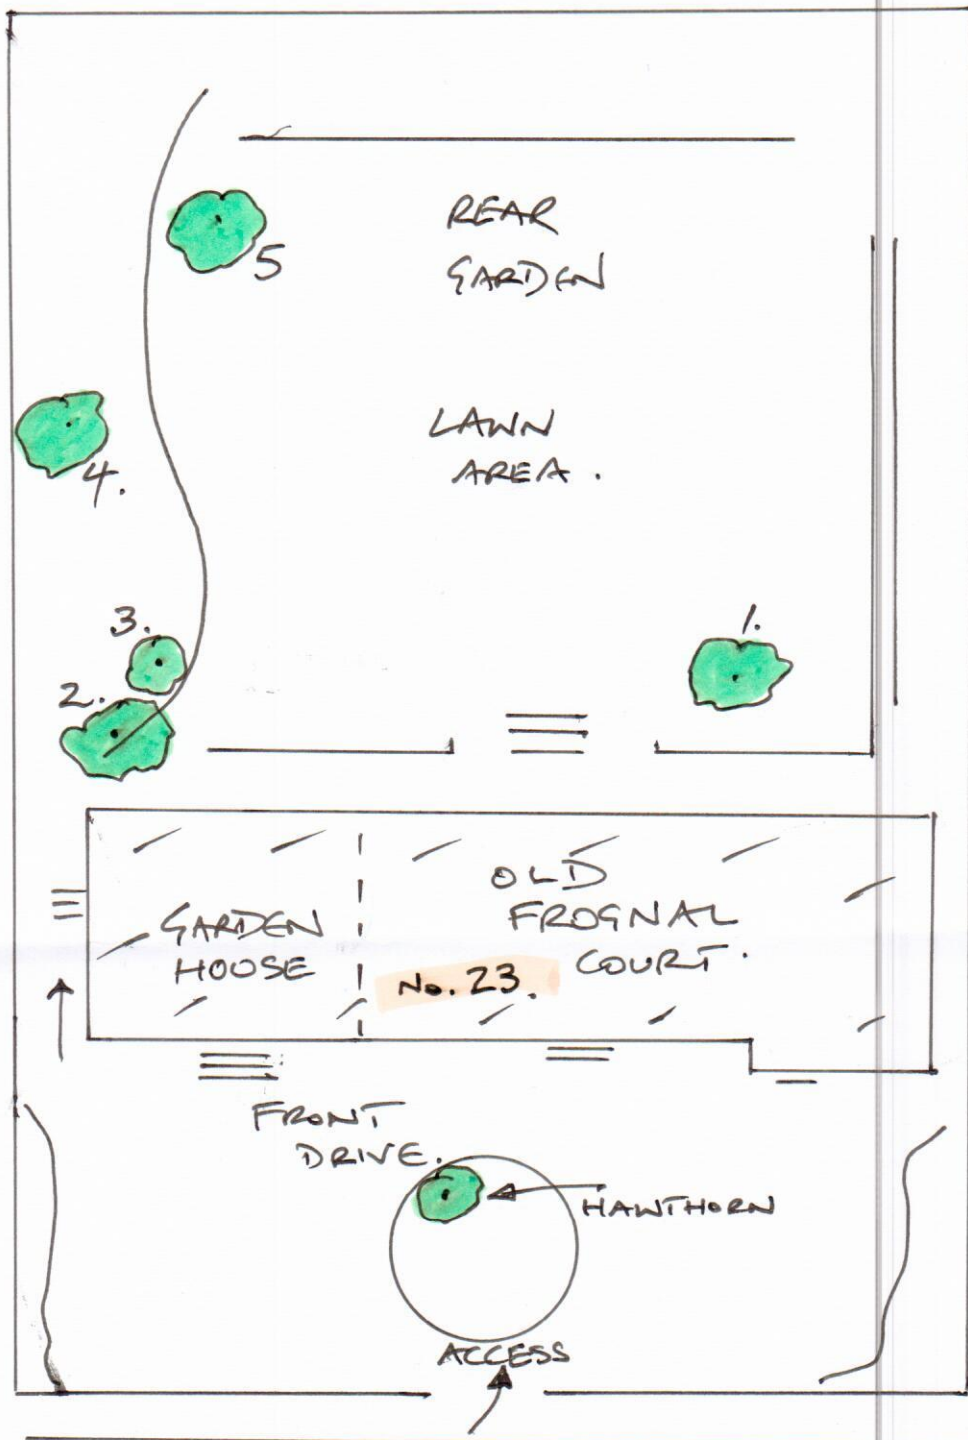 REAR
GARDEN
5
LAWN
AREA.
4.
3.
1.
2.
OLD
FROGNAL
COURT.
GARDEN
HOUSE
No. 23.
FRONT
DRIVE.
HAWTHORN
ACCESS